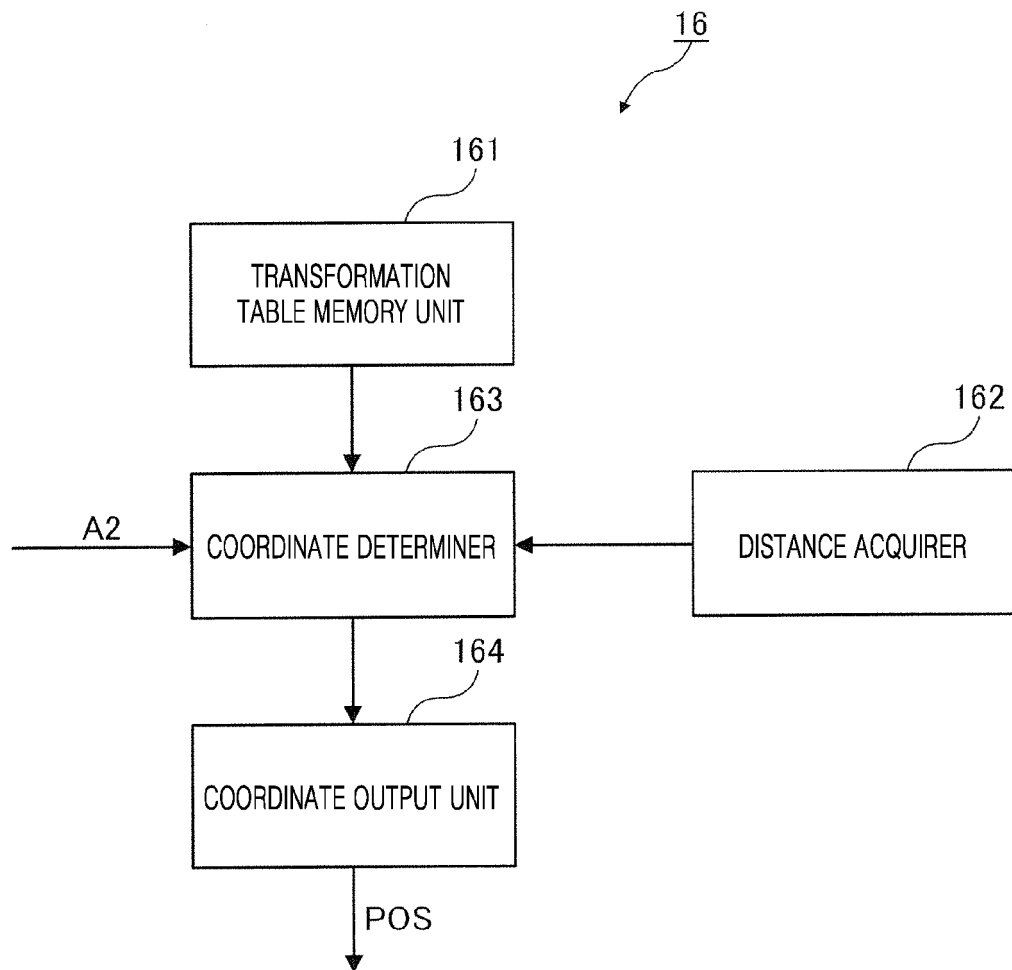 16
161
TRANSFORMATION
TABLE MEMORY UNIT
163
162
A2
COORDINATE DETERMINER
DISTANCE ACQUIRER
164
COORDINATE OUTPUT UNIT
POS